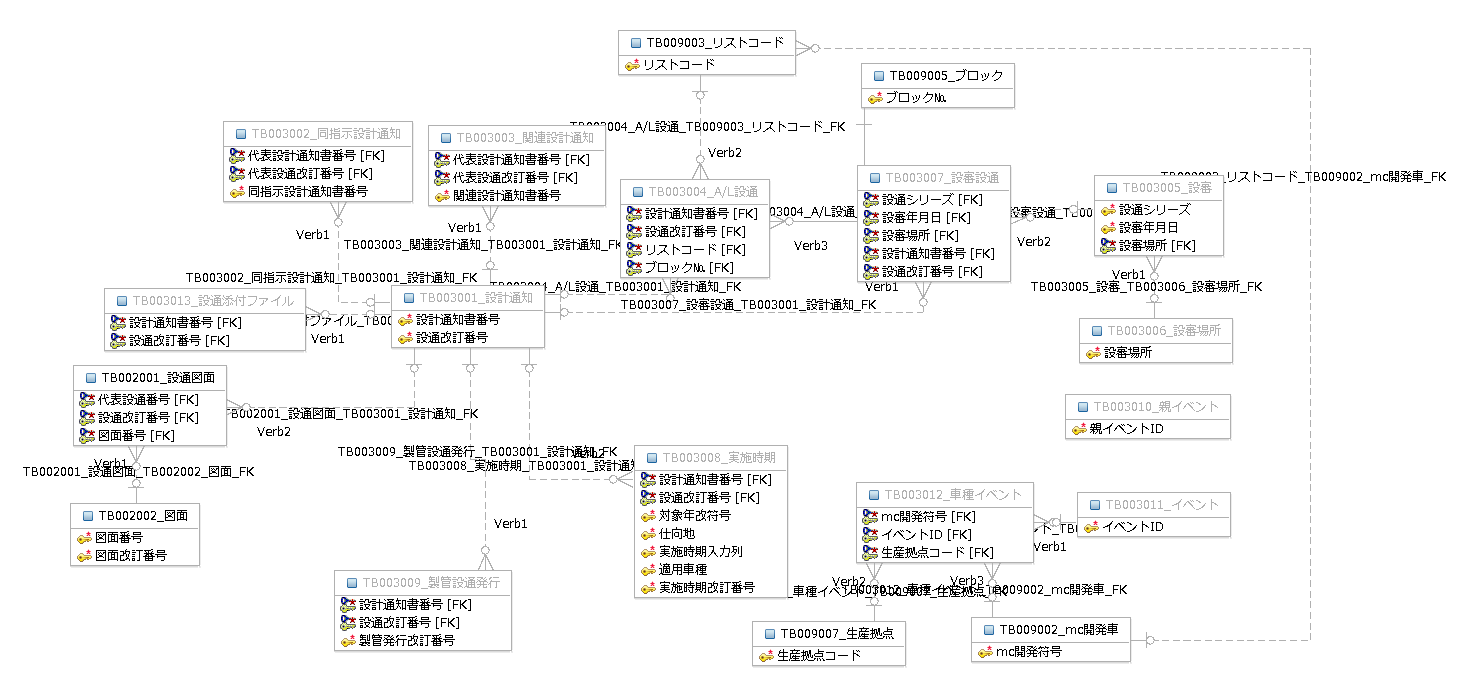 TB009003_リストコード
リストコード
TB009005_ブロック
ブロックNo.
TB003004_A/L設通_TB009003_リストコード_FK
Verb2
TB003002_同指示設計通知
代表設計通知書番号 [FK]
代表設通改訂番号 [FK]
同指示設計通知書番号
Verb1
TB003003_関連設計通知
代表設計通知書番号 [FK]
代表設通改訂番号 [FK]
関連設計通知書番号
Verb1
TB003004_A/L設通
設計通知書番号 [FK]
設通改訂番号 [FK]
リストコード [FK]
ブロックNo. [FK]
Verb3
TB003007_設審設通
設通シリーズ [FK]
設審年月日 [FK]
設審場所 [FK]
設計通知書番号 [FK]
設通改訂番号 [FK]
Verb1
Verb2
TB003005_設審
設通シリーズ
設審年月日
設審場所 [FK]
Verb1
リストコード_TB009002_mc開発車_FK
TB003003_関連設計通知_TB003001_設計通知_FK
TB003002_同指示設計通知_TB003001_設計通知_FK
A/L設通_TB003001_設計通知_FK
TB003007_設審設通_TB003001_設計通知_FK
TB003005_設審_TB003006_設審場所_FK
TB003013_設通添付ファイル
設計通知書番号 [FK]
設通改訂番号 [FK]
Verb1
TB003001_設計通知
設計通知書番号
設通改訂番号
TB003006_設審場所
設審場所
TB002001_設通図面
代表設通番号 [FK]
設通改訂番号 [FK]
図面番号 [FK]
Verb1
TB002001_設通図面_TB003001_設計通知_FK
Verb2
TB002001_設通図面_TB002002_図面_FK
TB002002_図面
図面番号
図面改訂番号
TB003010_親イベント
親イベントID
TB003009_製管設通発行_TB003001_設計通知_FK
TB003008_実施時期_TB003001_設計通知
Verb2
TB003008_実施時期
設計通知書番号 [FK]
設通改訂番号 [FK]
対象年改符号
仕向地
実施時期入力列
適用車種
実施時期改訂番号
Verb1
TB003009_製管設通発行
設計通知書番号 [FK]
設通改訂番号 [FK]
製管発行改訂番号
TB003012_車種イベント
mc開発符号 [FK]
イベントID [FK]
生産拠点コード [FK]
Verb1
TB003011_イベント
イベントID
Verb2
Verb3
TB009002_mc開発車_FK
TB009007_生産拠点
生産拠点コード
TB009002_mc開発車
mc開発符号